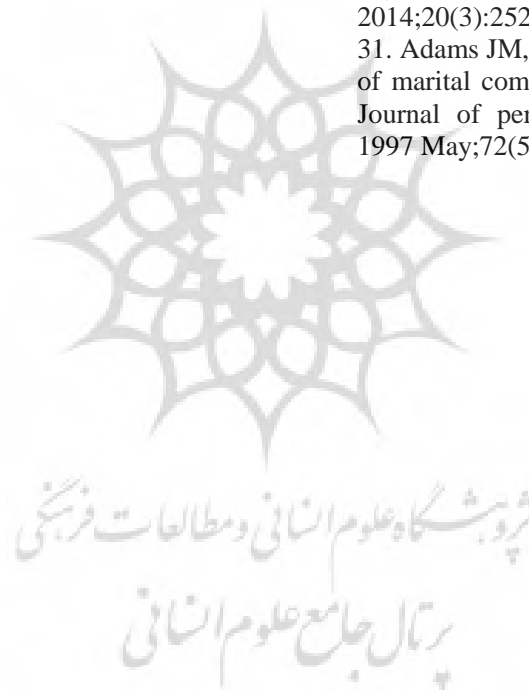 2014;20(3):252
31. Adams JM,
of marital com
Journal of per
1997 May;72(5
پژوهشگاه علوم انسانی و مطالعات فرهنگی
پرتال جامع علوم انسانی